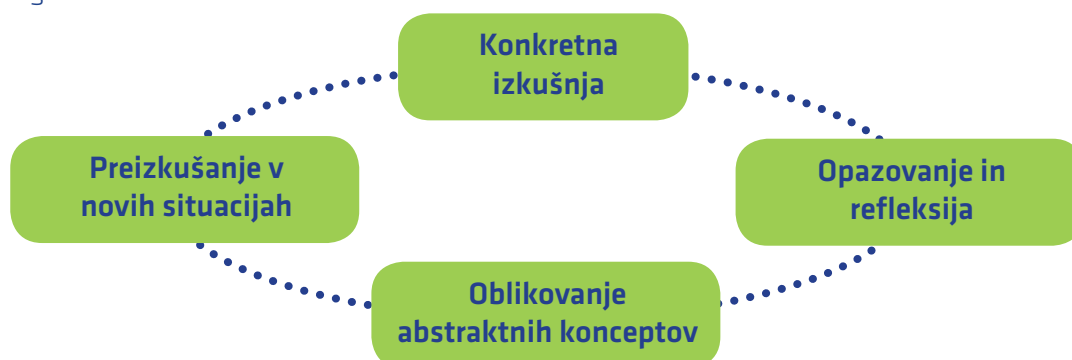 Konkretna
izkušnja
Preizkušanje v
novih situacijah
Opazovanje in
refleksija
Oblikovanje
abstraktnih konceptov